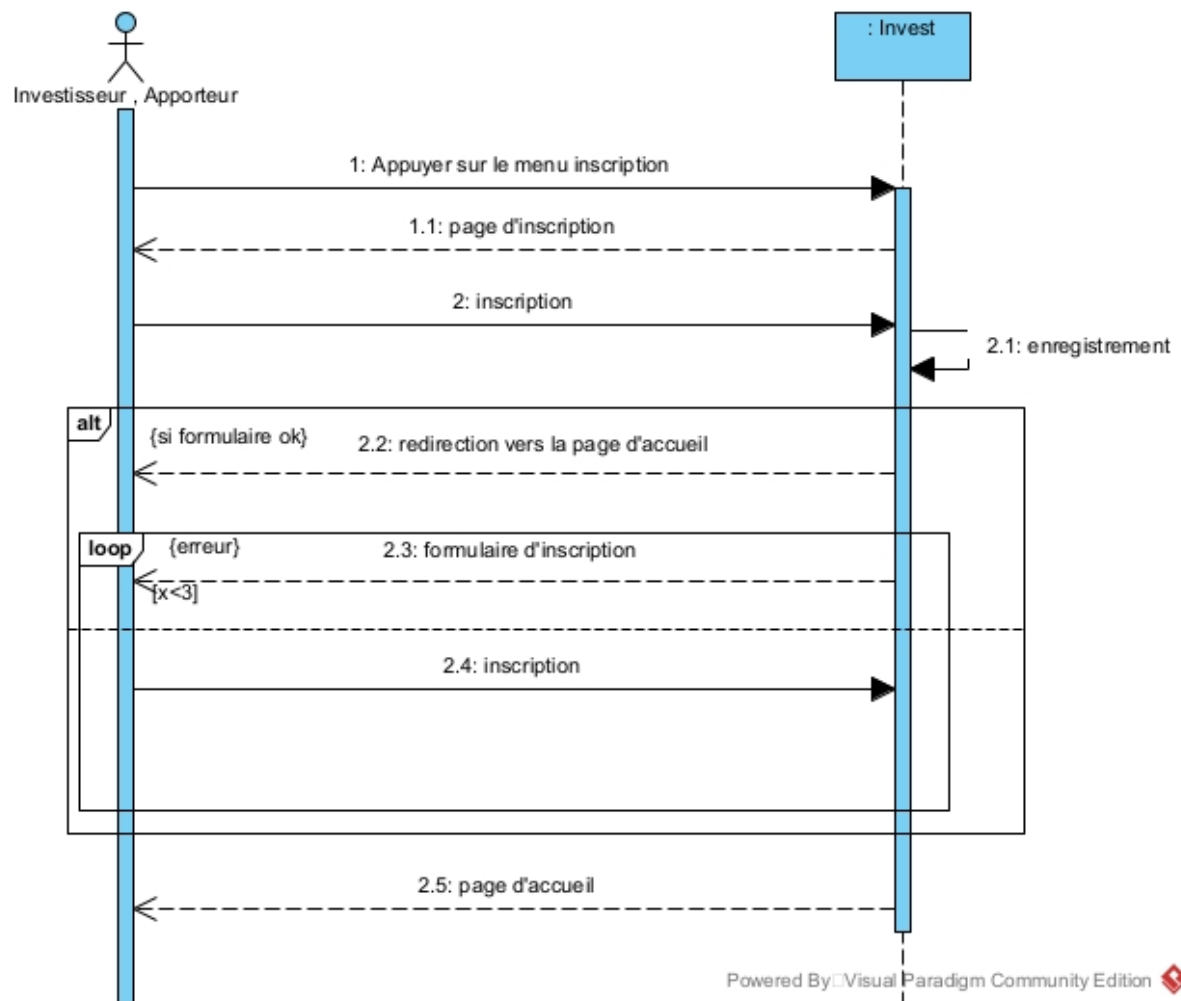 : Invest
Investisseur , Apporteur
1: Appuyer sur le menu inscription
1.1: page d'inscription
2: inscription
2.1: enregistrement
alt
{si formulaire ok}
2.2: redirection vers la page d'accueil
loop
{erreur}
2.3: formulaire d'inscription
[x<3]
2.4: inscription
2.5: page d'accueil
Powered By Visual Paradigm Community Edition